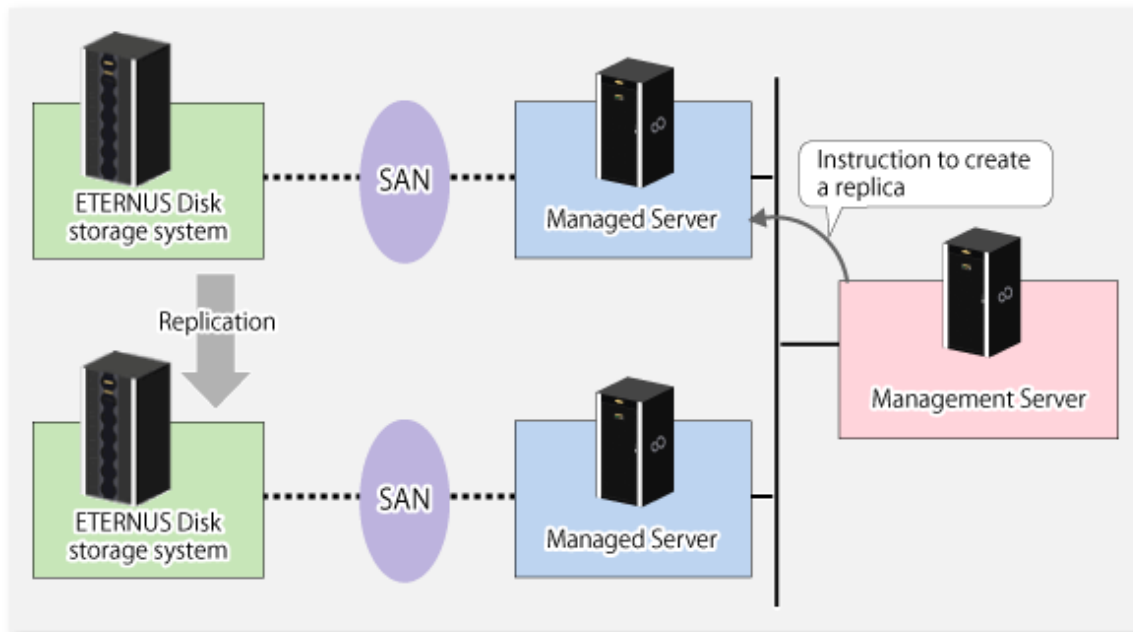 ETERNUS Disk
storage system
SAN
Managed Server
Instruction to create
a replica
Replication
Management Server
ETERNUS Disk
storage system
SAN
Managed Server